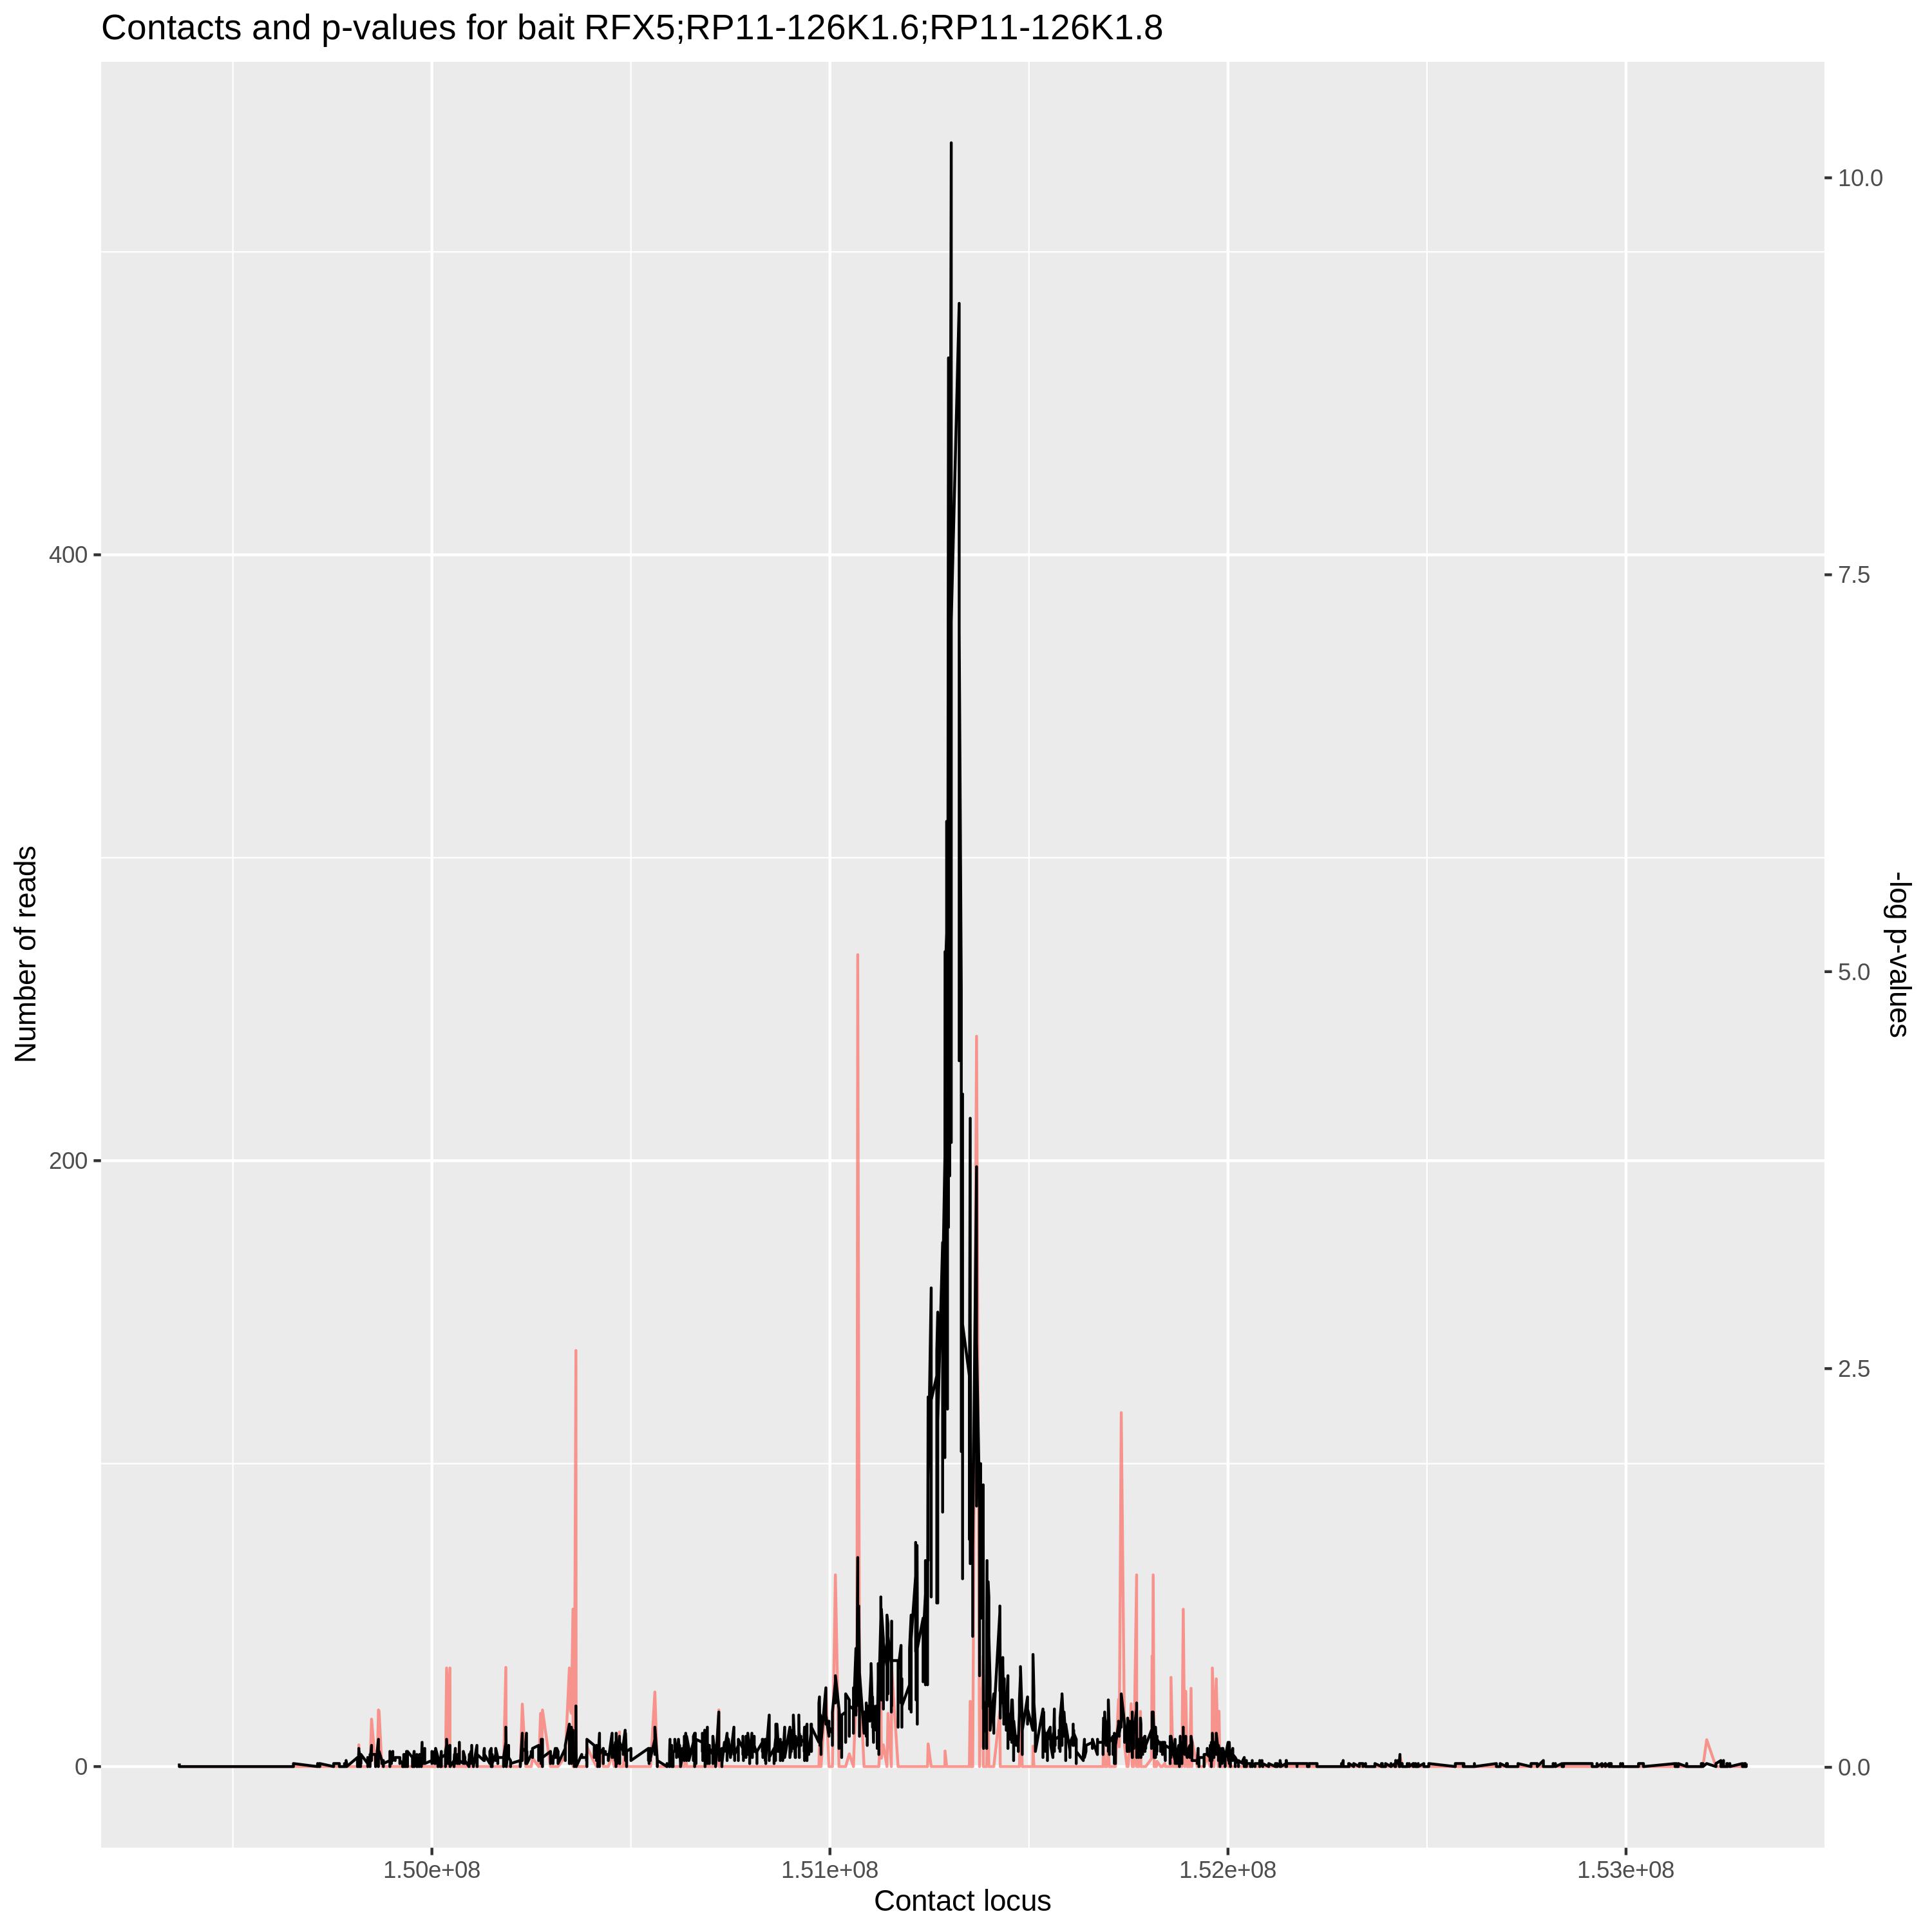 Contacts and p-values for bait RFX5;RP11-126K1.6;RP11-126K1.8
Number of reads
400
200
0
10.0
7.5
5.0
2.5
0.0
-log p-values
1.50e+08
1.51e+08
1.52e+08
1.53e+08
Contact locus